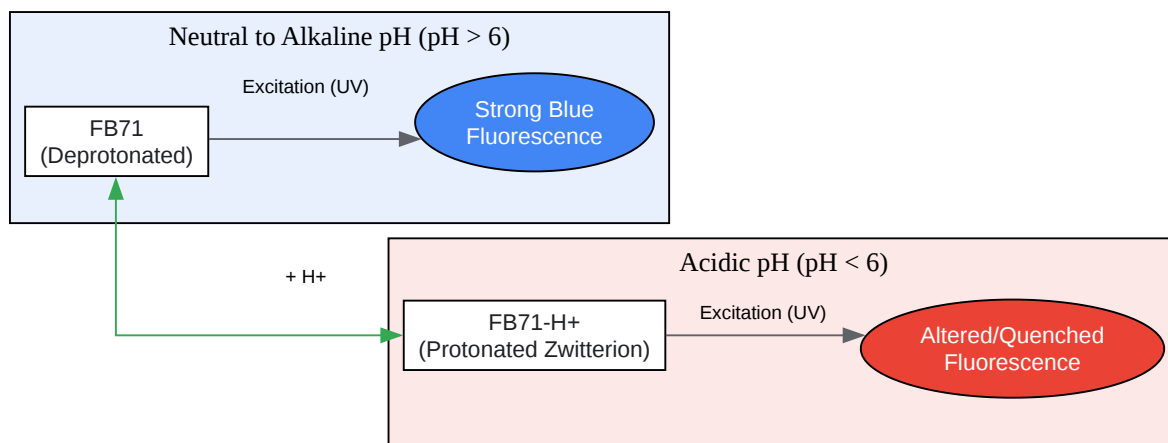 Neutral to Alkaline pH (pH > 6)
Excitation (UV)
Strong Blue
Fluorescence
FB71
(Deprotonated)
+ H+
Acidic pH (pH < 6)
Excitation (UV)
FB71-H+
(Protonated Zwitterion)
Altered/Quenched
Fluorescence